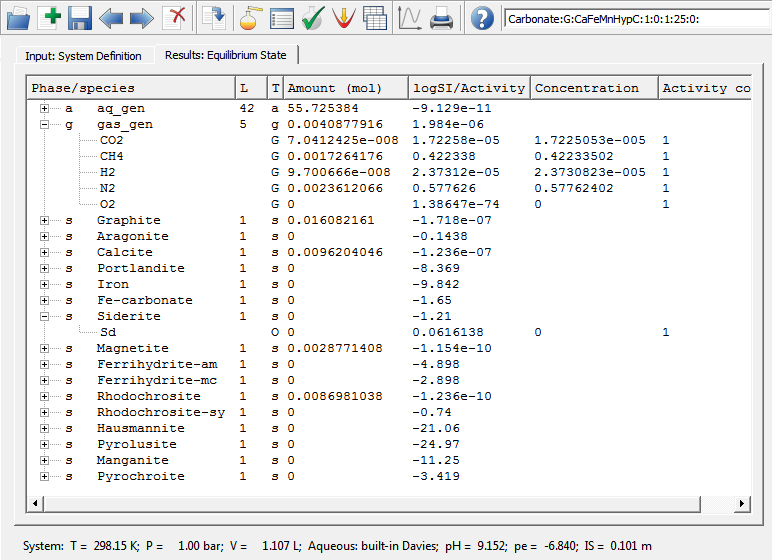 Carbonate:G:CaFeMnHypC:1:0:1:25:0:
Input: System Definition Results: Equilibrium State
Phase/species L T Amount (mol) logSI/Activity Concentration Activity co
a aq_gen 42 a 55.725384 -9.129e-11
g gas_gen 5 g 0.0040877916 1.984e-06
CO2 G 7.0412425e-008 1.72258e-05 1.7225053e-005 1
CH4 G 0.0017264176 0.422338 0.42233502 1
H2 G 9.700666e-008 2.37312e-05 2.3730823e-005 1
N2 G 0.0023612066 0.577626 0.57762402 1
O2 G 0 1.38647e-74 0 1
s Graphite 1 s 0.016082161 -1.718e-07
s Aragonite 1 s 0 -0.1438
s Calcite 1 s 0.0096204046 -1.236e-07
s Portlandite 1 s 0 -8.369
s Iron 1 s 0 -9.842
s Fe-carbonate 1 s 0 -1.65
s Siderite 1 s 0 -1.21
Sd O 0 0.0616138 0 1
s Magnetite 1 s 0.0028771408 -1.154e-10
s Ferrihydrite-am 1 s 0 -4.898
s Ferrihydrite-mc 1 s 0 -2.898
s Rhodochrosite 1 s 0.0086981038 -1.236e-10
s Rhodochrosite-sy 1 s 0 -0.74
s Hausmannite 1 s 0 -21.06
s Pyrolusite 1 s 0 -24.97
s Manganite 1 s 0 -11.25
s Pyrochroite 1 s 0 -3.419
System: T = 298.15 K; P = 1.00 bar; V = 1.107 L; Aqueous: built-in Davies; pH = 9.152; pe = -6.840; IS = 0.101 m